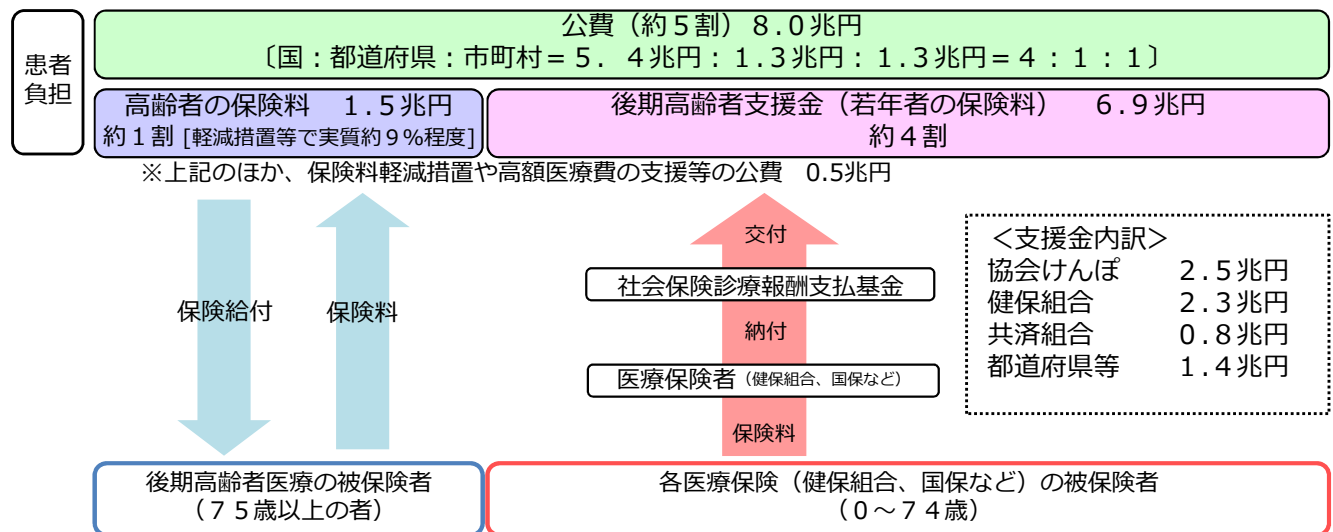 患者
負担
公費（約５割）８.０兆円
〔国：都道府県：市町村＝５．４兆円：１.３兆円：１.３兆円＝４：１：１〕
高齢者の保険料　１.５兆円
約１割 [軽減措置等で実質約９％程度]
後期高齢者支援金（若年者の保険料）　６.９兆円
約４割
※上記のほか、保険料軽減措置や高額医療費の支援等の公費　0.5兆円
保険給付
保険料
交付
社会保険診療報酬支払基金
納付
医療保険者（健保組合、国保など）
保険料
＜支援金内訳＞
協会けんぽ　２.５兆円
健保組合　２.３兆円
共済組合　０.８兆円
都道府県等　１.４兆円
後期高齢者医療の被保険者
（７５歳以上の者）
各医療保険（健保組合、国保など）の被保険者
（０～７４歳）